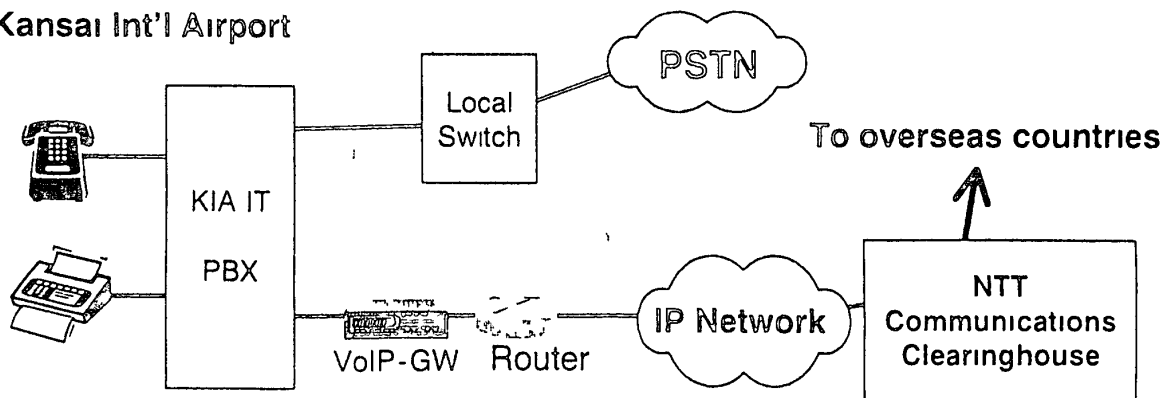 Kansai Int'l Airport
PSTN
Local
Switch
To overseas countries
KIA IT
PBX
VoIP-GW
Router
IP Network
NTT
Communications
Clearinghouse